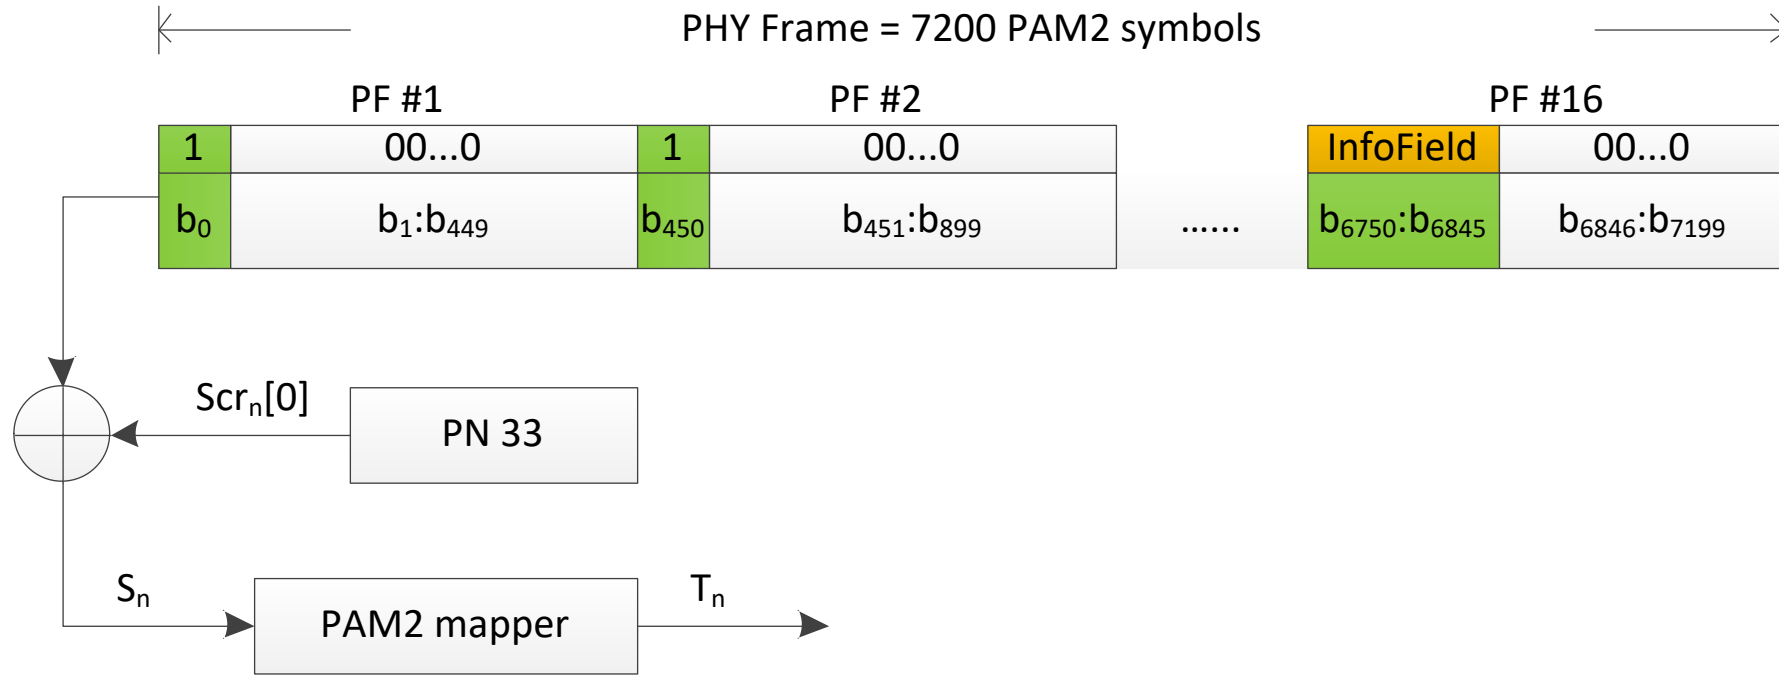 PHY Frame = 7200 PAM2 symbols
PF #1 PF #2 PF #16
1 00...0 1 00...0 InfoField 00...0
b₀ b₁:b₄₄₉ b₄₅₀ b₄₅₁:b₈₉₉ ...... b₆₇₅₀:b₆₈₄₅ b₆₈₄₆:b₇₁₉₉
Scrₙ[0]
PN 33
Sₙ Tₙ
PAM2 mapper